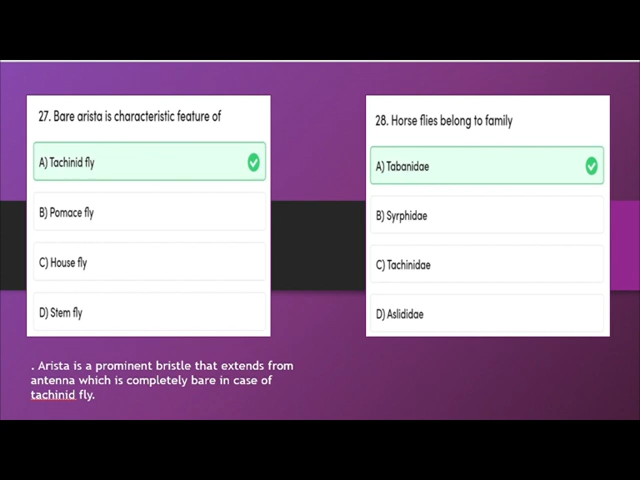 27. Bare arista is characteristic feature of
A) Tachinid fly
B) Pomace fly
C) House fly
D) Stem fly
. Arista is a prominent bristle that extends from
antenna which is completely bare in case of
tachinid fly.
28. Horse flies belong to family
A) Tabanidae
B) Syrphidae
C) Tachinidae
D) Aslididae